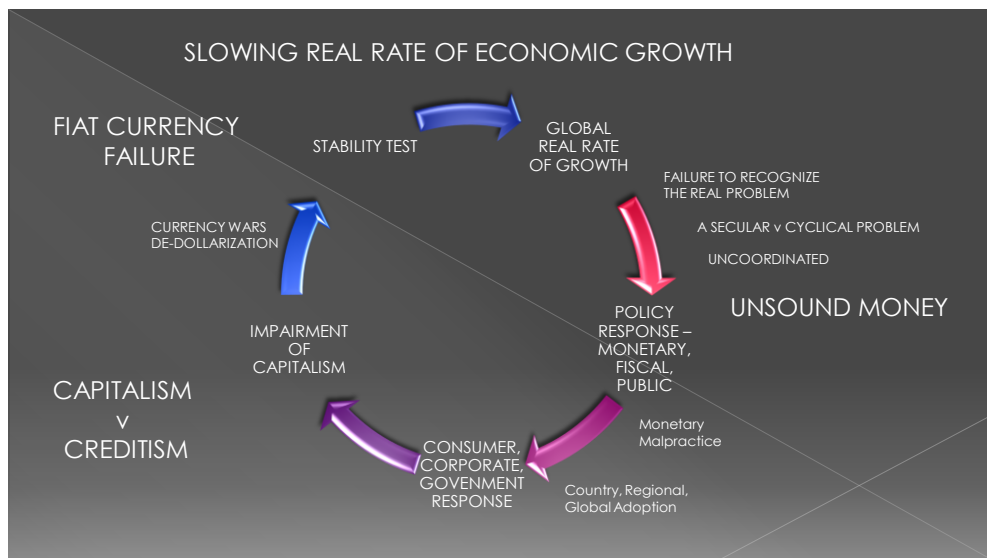 SLOWING REAL RATE OF ECONOMIC GROWTH
FIAT CURRENCY
FAILURE
STABILITY TEST
GLOBAL
REAL RATE
OF GROWTH
FAILURE TO RECOGNIZE
THE REAL PROBLEM
A SECULAR v CYCLICAL PROBLEM
UNCOORDINATED
UNSOUND MONEY
POLICY
RESPONSE –
MONETARY,
FISCAL,
PUBLIC
Monetary
Malpractice
Country, Regional,
Global Adoption
CONSUMER,
CORPORATE,
GOVENMENT
RESPONSE
CAPITALISM
v
CREDITISM
IMPAIRMENT
OF
CAPITALISM
CURRENCY WARS
DE-DOLLARIZATION